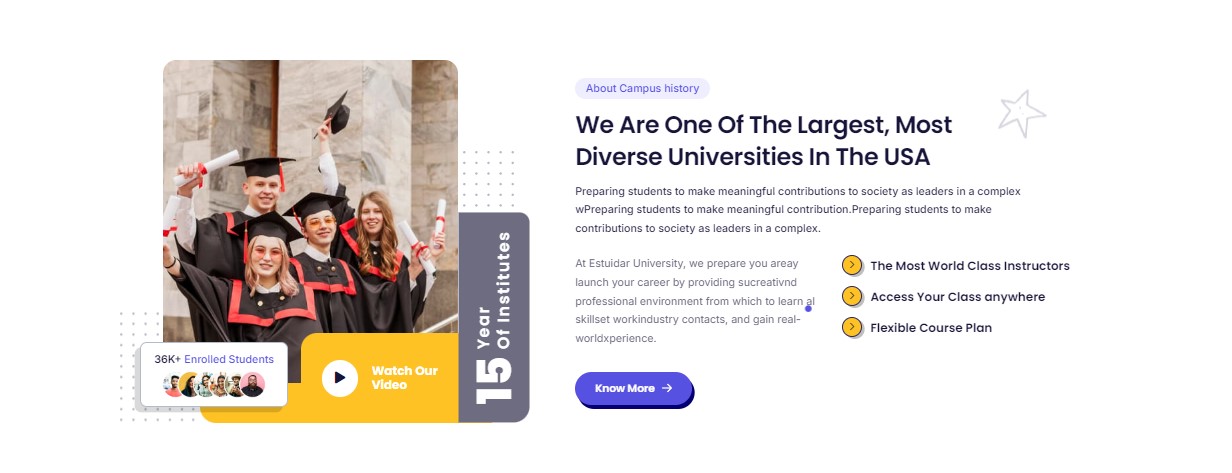 About Campus history
We Are One Of The Largest, Most
Diverse Universities In The USA
Preparing students to make meaningful contributions to society as leaders in a complex
wPreparing students to make meaningful contribution.Preparing students to make
contributions to society as leaders in a complex.
At Estuidar University, we prepare you areay
launch your career by providing sucreativnd
professional environment from which to learn al
skillset workindustry contacts, and gain real-
worldxperience.
The Most World Class Instructors
Access Your Class anywhere
Flexible Course Plan
Know More
36K+ Enrolled Students
Watch Our
Video
15 Year
Of Institutes